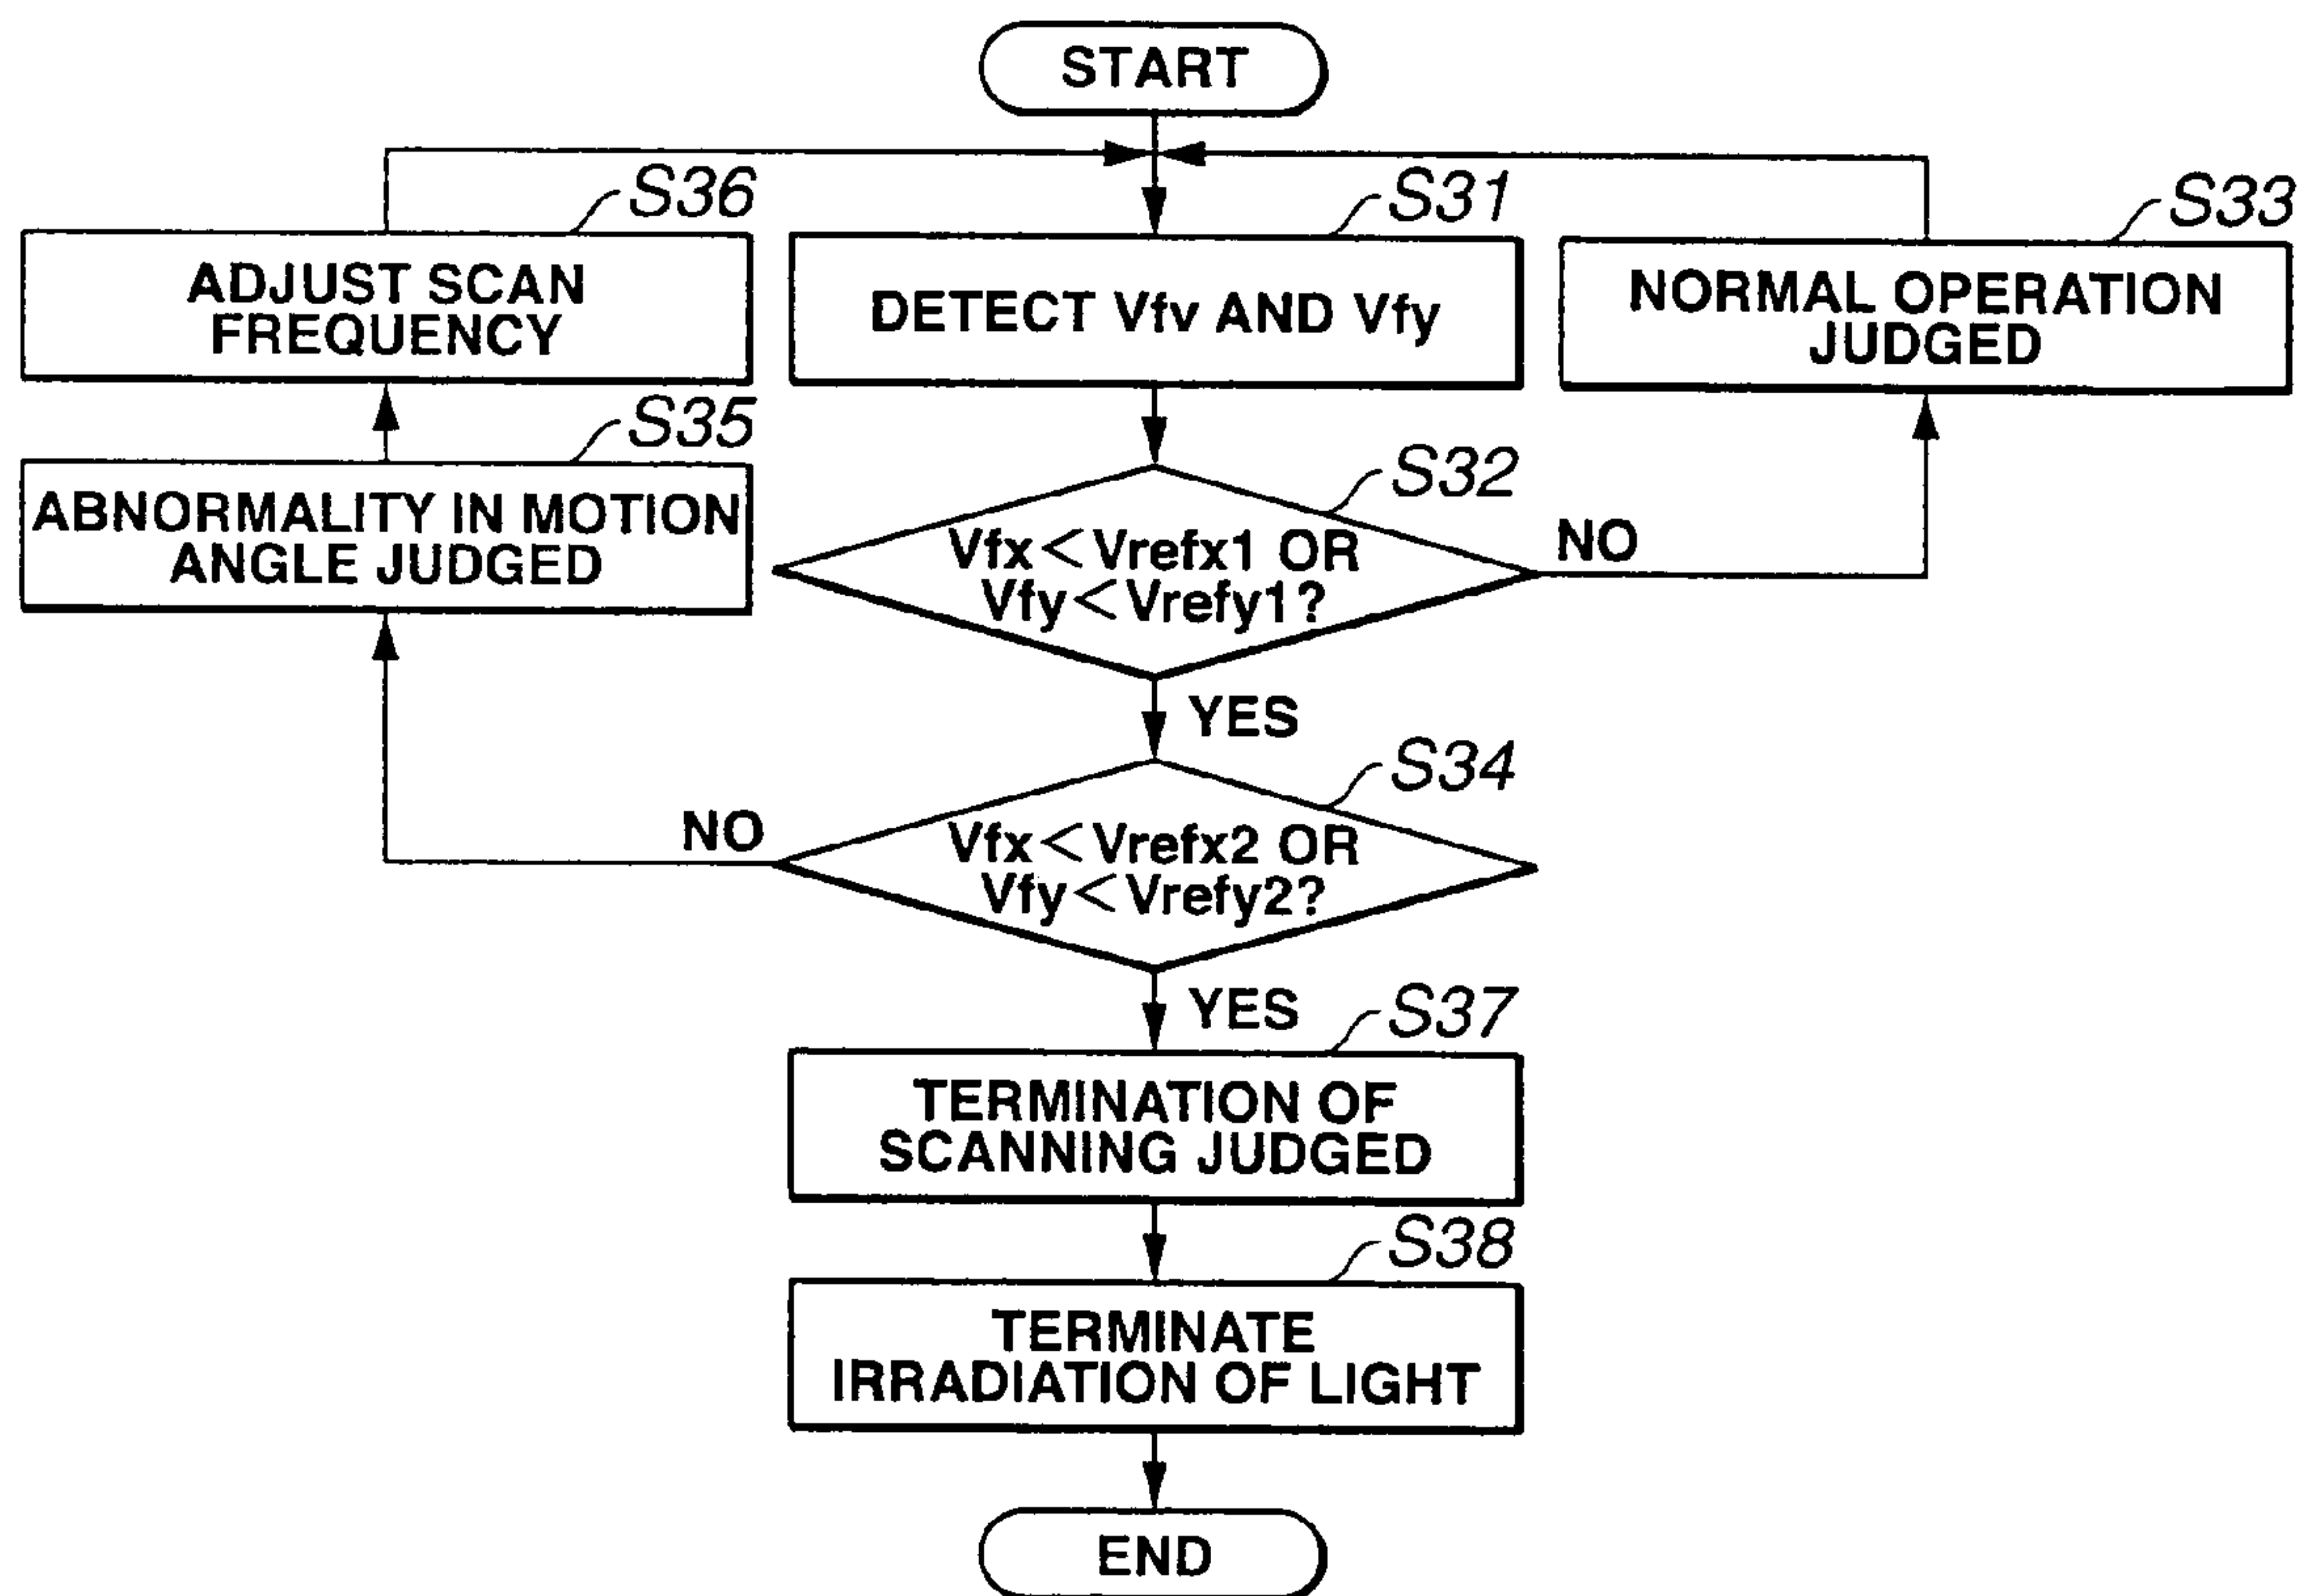 START
S36
S31
S33
ADJUST SCAN
FREQUENCY
DETECT Vfv AND Vfy
NORMAL OPERATION
JUDGED
S35
ABNORMALITY IN MOTION
ANGLE JUDGED
S32
Vfx<Vrefx1 OR
Vfy<Vrefy1?
NO
YES
S34
Vfx<Vrefx2 OR
Vfy<Vrefy2?
NO
YES
S37
TERMINATION OF
SCANNING JUDGED
S38
TERMINATE
IRRADIATION OF LIGHT
END